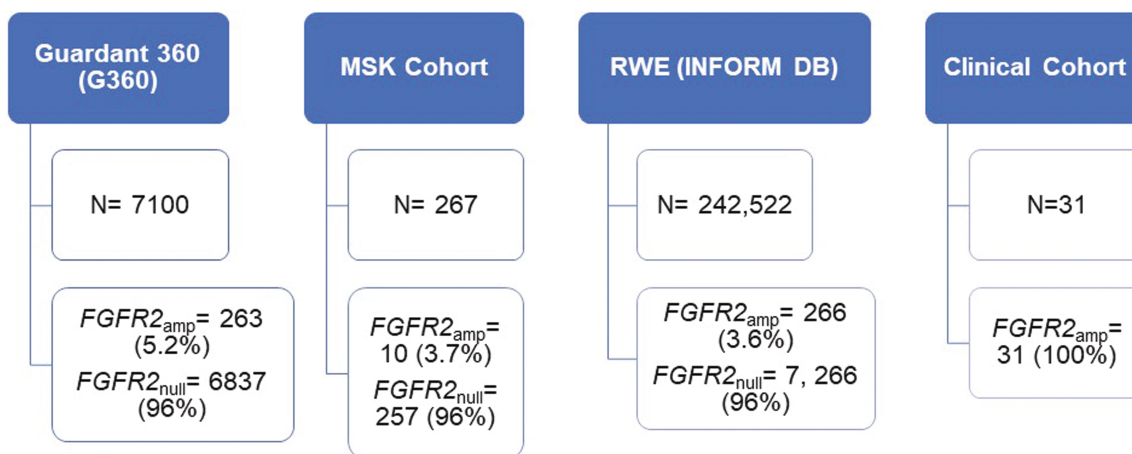 Guardant 360
(G360)
N= 7100
FGFR2amp= 263
(5.2%)
FGFR2null= 6837
(96%)
MSK Cohort
N= 267
FGFR2amp=
10 (3.7%)
FGFR2null=
257 (96%)
RWE (INFORM DB)
N= 242,522
FGFR2amp= 266
(3.6%)
FGFR2null= 7, 266
(96%)
Clinical Cohort
N=31
FGFR2amp=
31 (100%)